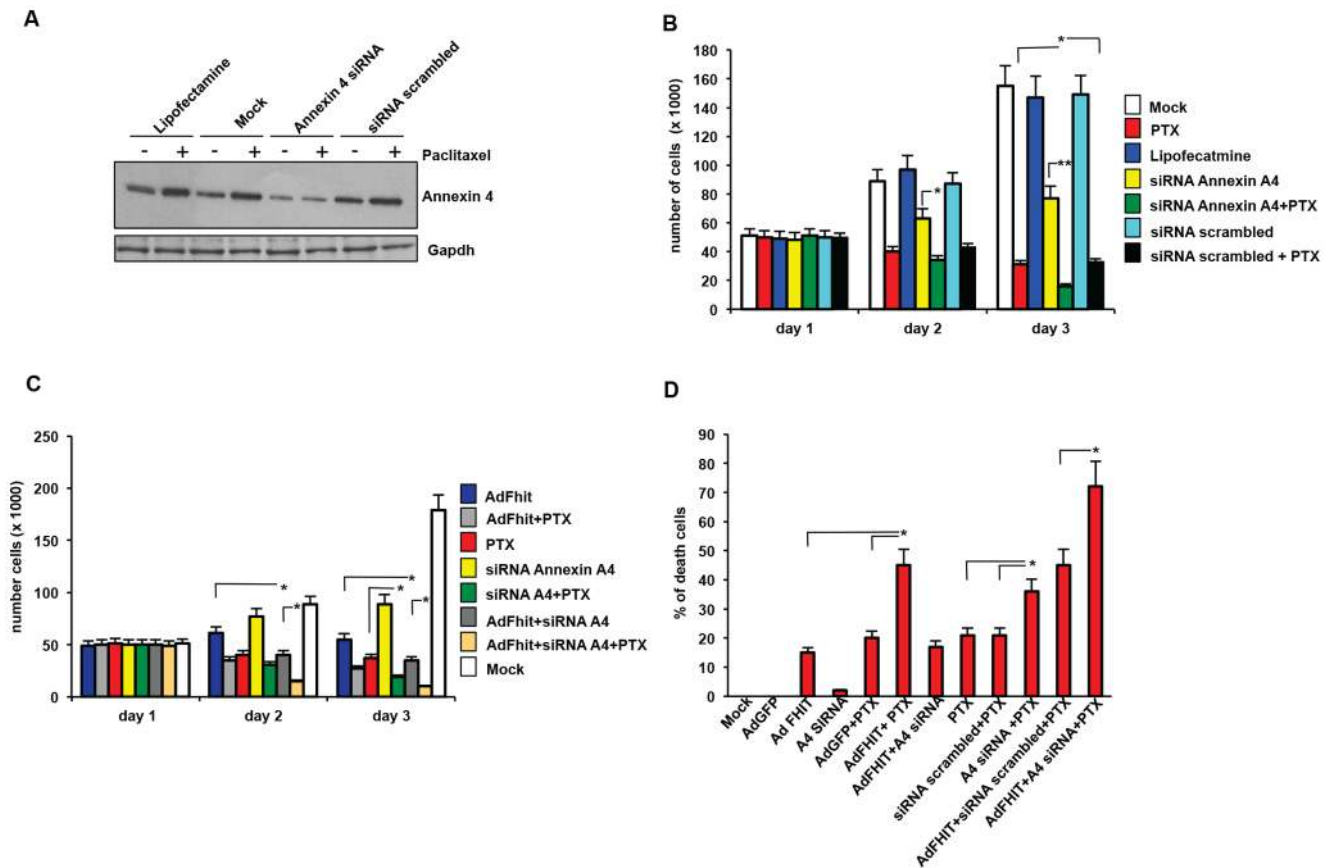 A
Lipofectamine
Mock
Annexin 4 siRNA
siRNA scrambled
- + - + - + - + Paclitaxel
Annexin 4
Gapdh
B
number of cells (x 1000)
180
160
140
120
100
80
60
40
20
0
*
*
**
day 1 day 2 day 3
Mock
PTX
Lipofecatmine
siRNA Annexin A4
siRNA Annexin A4+PTX
siRNA scrambled
siRNA scrambled + PTX
C
number cells (x 1000)
250
200
150
100
50
0
*
*
*
*
*
day 1 day 2 day 3
AdFhit
AdFhit+PTX
PTX
siRNA Annexin A4
siRNA A4+PTX
AdFhit+siRNA A4
AdFhit+siRNA A4+PTX
Mock
D
% of death cells
90
80
70
60
50
40
30
20
10
0
*
*
*
Mock
AdGFP
Ad FHIT
A4 SIRNA
AdGFP+PTX
AdFHIT+ PTX
AdFHIT+A4 siRNA
PTX
siRNA scrambled+PTX
A4 siRNA +PTX
AdFHIT+siRNA scrambled+PTX
AdFHIT+A4 siRNA+PTX